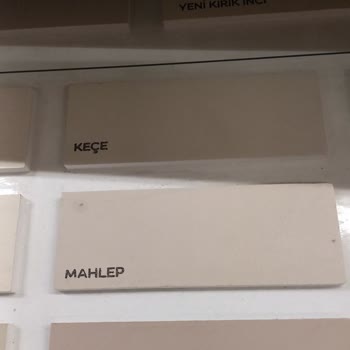 YENİ KIRIK İNCİ
KEÇE
MAHLEP